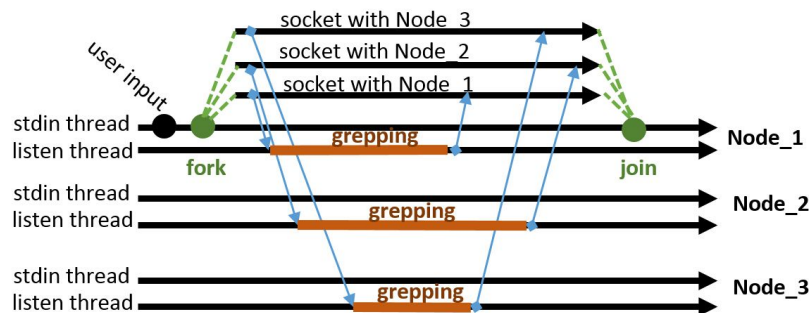 socket with Node_3
socket with Node_2
socket with Node_1
user input
stdin thread
listen thread
grepping
fork
join
Node_1
stdin thread
listen thread
grepping
Node_2
stdin thread
listen thread
grepping
Node_3